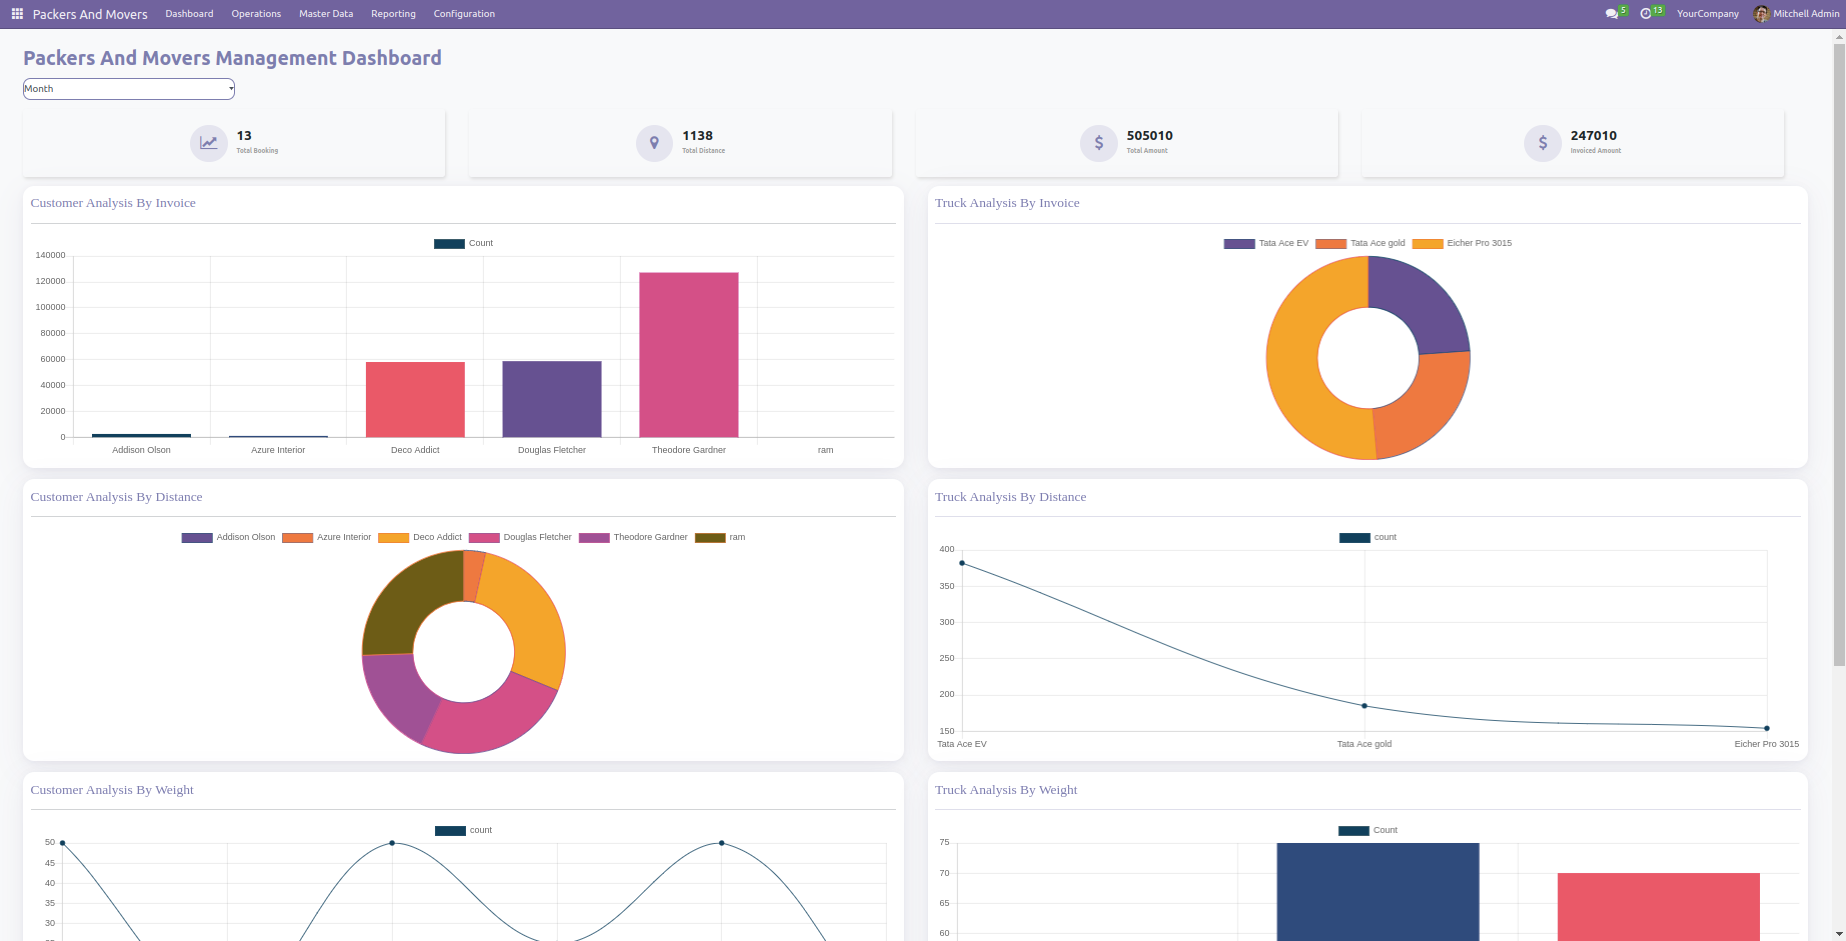 Packers And Movers Dashboard Operations Master Data Reporting Configuration 5 13 YourCompany Mitchell Admin
Packers And Movers Management Dashboard
Month
13
Total Booking
1138
Total Distance
505010
Total Amount
247010
Invoiced Amount
Customer Analysis By Invoice
Count
140000
120000
100000
80000
60000
40000
20000
0
Addison Olson Azure Interior Deco Addict Douglas Fletcher Theodore Gardner ram
Truck Analysis By Invoice
Tata Ace EV Tata Ace gold Eicher Pro 3015
Customer Analysis By Distance
Addison Olson Azure Interior Deco Addict Douglas Fletcher Theodore Gardner ram
Truck Analysis By Distance
count
400
350
300
250
200
150
Tata Ace EV Tata Ace gold Eicher Pro 3015
Customer Analysis By Weight
count
50
45
40
35
30
Truck Analysis By Weight
Count
75
70
65
60